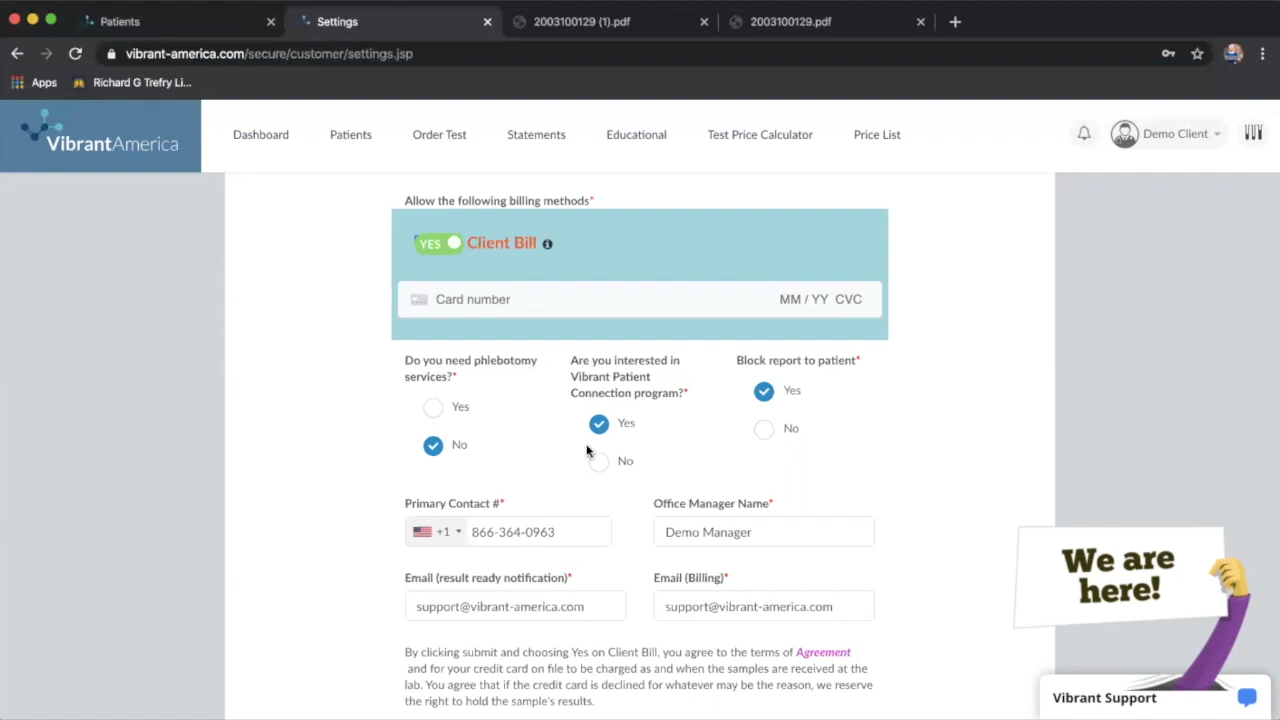 Patients
Settings
2003100129 (1).pdf
2003100129.pdf
vibrant-america.com/secure/customer/settings.jsp
Apps
Richard G Trefry Li...
VibrantAmerica
Dashboard
Patients
Order Test
Statements
Educational
Test Price Calculator
Price List
Demo Client
Allow the following billing methods*
YES Client Bill
Card number MM / YY CVC
Do you need phlebotomy
services?*
Yes
No
Are you interested in
Vibrant Patient
Connection program?*
Yes
No
Block report to patient*
Yes
No
Primary Contact #*
+1 866-364-0963
Office Manager Name*
Demo Manager
Email (result ready notification)*
support@vibrant-america.com
Email (Billing)*
support@vibrant-america.com
By clicking submit and choosing Yes on Client Bill, you agree to the terms of Agreement
and for your credit card on file to be charged as and when the samples are received at the
lab. You agree that if the credit card is declined for whatever may be the reason, we reserve
the right to hold the sample's results.
We are
here!
Vibrant Support